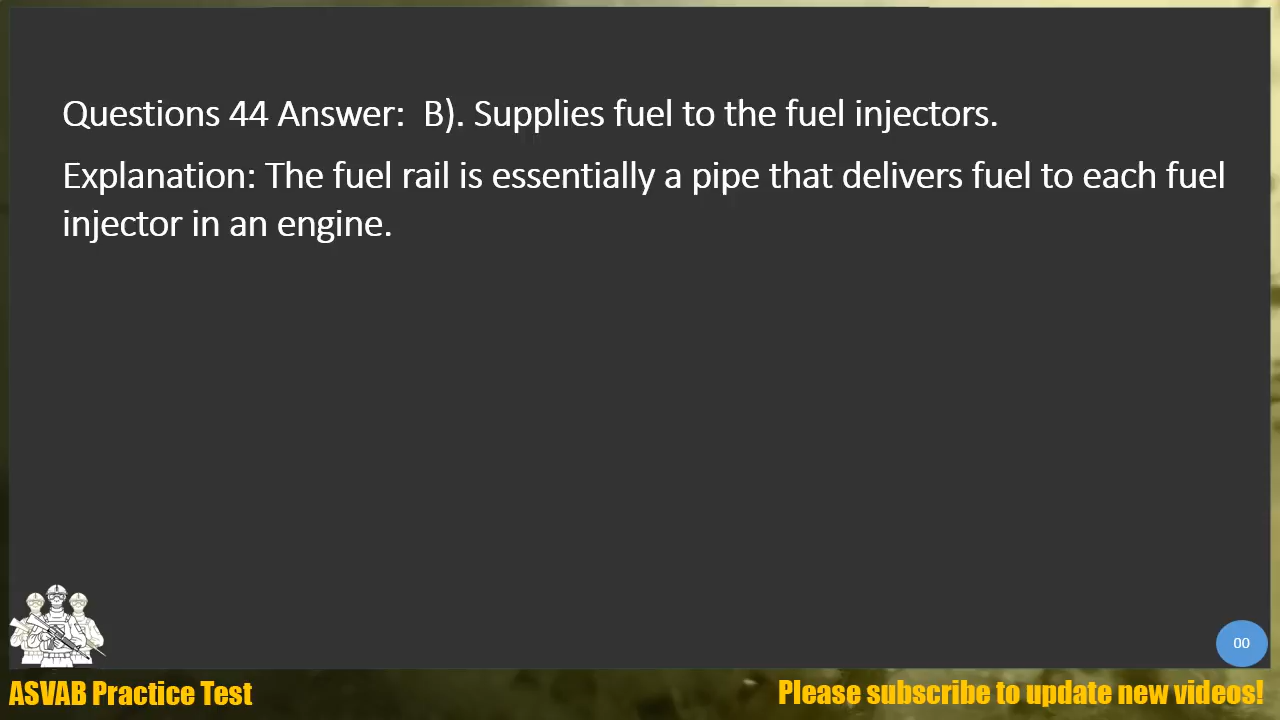 Questions 44 Answer:  B). Supplies fuel to the fuel injectors.
Explanation: The fuel rail is essentially a pipe that delivers fuel to each fuel
injector in an engine.
00
ASVAB Practice Test
Please subscribe to update new videos!